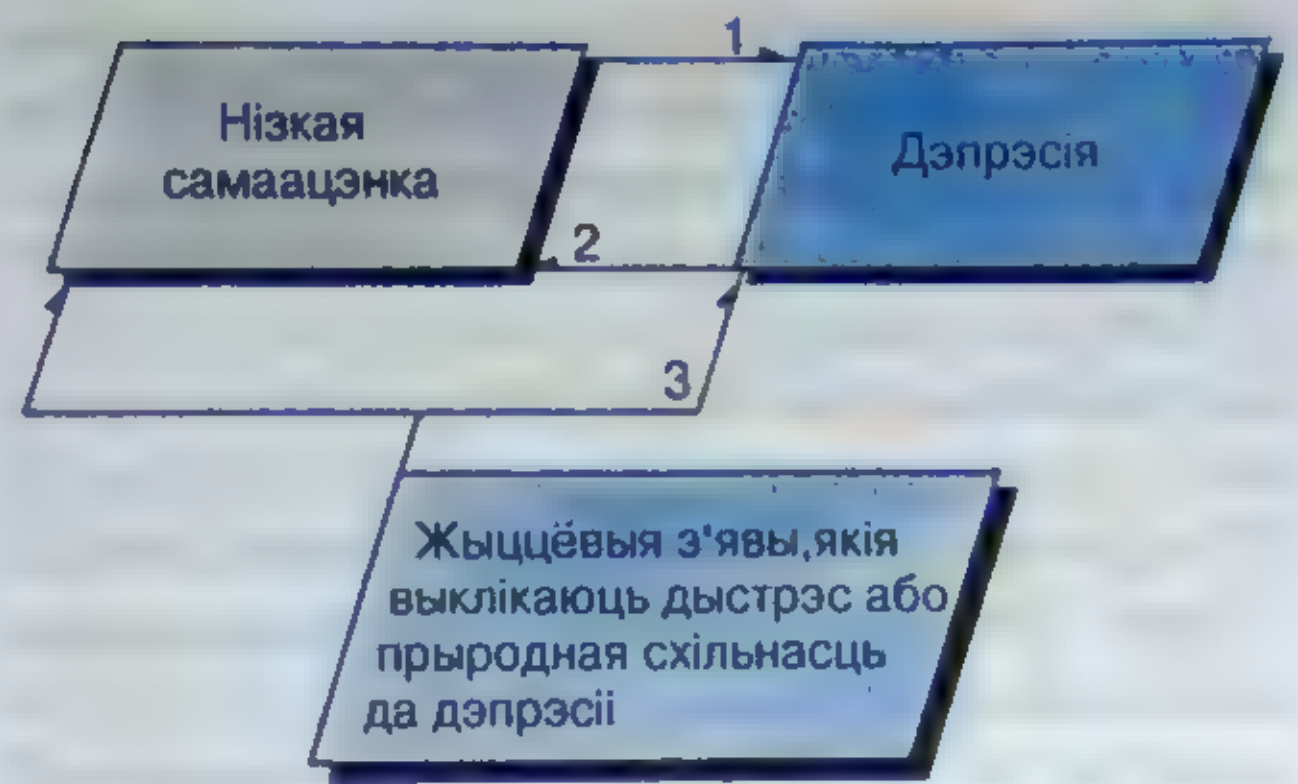 1
Нізкая
самаацэнка
Дэпрэсія
2
3
Жыццёвыя з'явы,якія
выклікаюць дыстрэс або
прыродная схільнасць
да дэпрэсіі